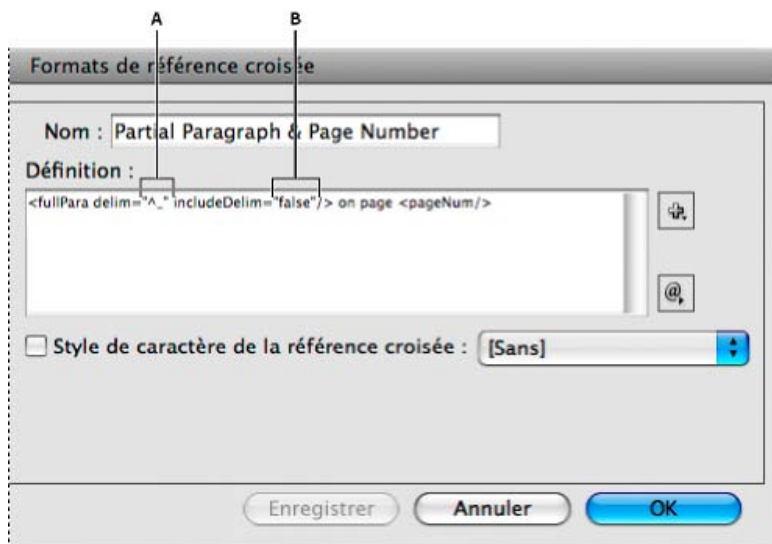 A B
Formats de référence croisée
Nom : Partial Paragraph & Page Number
Définition :
<fullPara delim="^_" includeDelim="false"/> on page <pageNum/>
@
Style de caractère de la référence croisée : [Sans]
Enregistrer Annuler OK